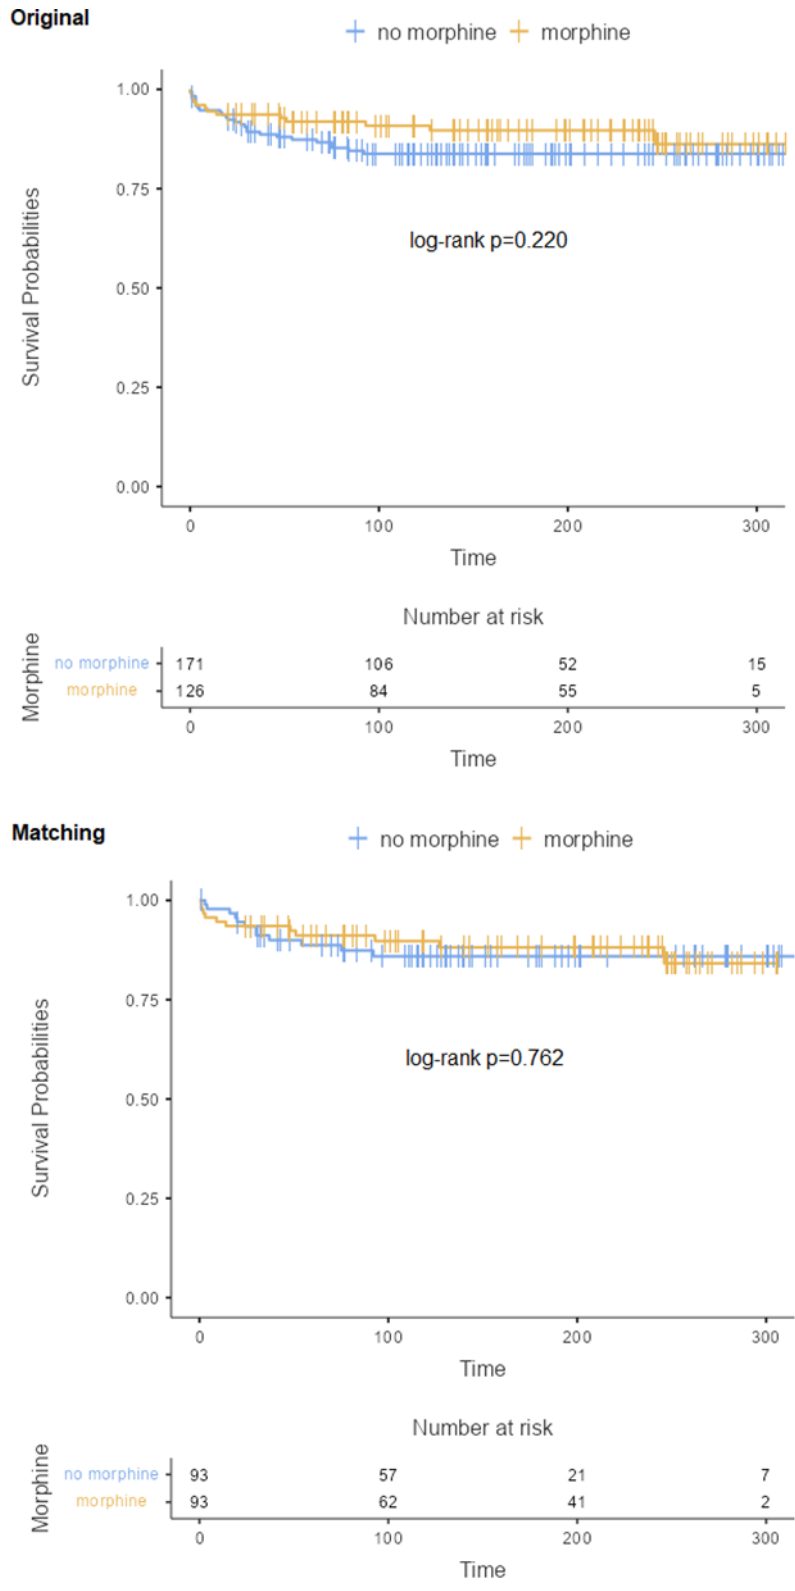 Original
no morphine morphine
1.00
0.75
0.50
0.25
0.00
Survival Probabilities
log-rank p=0.220
0 100 200 300
Time
Number at risk
Morphine
no morphine 171 106 52 15
morphine 126 84 55 5
0 100 200 300
Time
Matching
no morphine morphine
1.00
0.75
0.50
0.25
0.00
Survival Probabilities
log-rank p=0.762
0 100 200 300
Time
Number at risk
Morphine
no morphine 93 57 21 7
morphine 93 62 41 2
0 100 200 300
Time